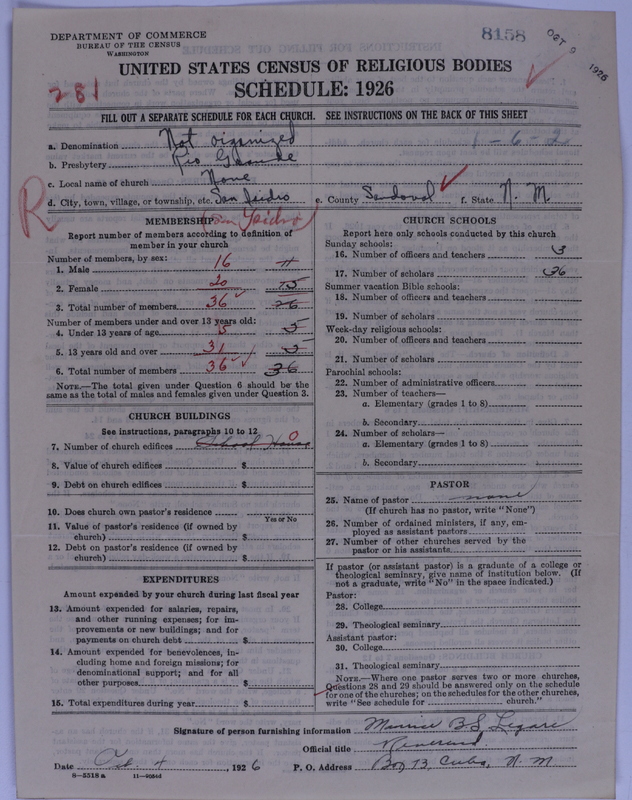 DEPARTMENT OF COMMERCE
BUREAU OF THE CENSUS
WASHINGTON
8158
OCT 9 1926
UNITED STATES CENSUS OF RELIGIOUS BODIES
281
SCHEDULE: 1926
FILL OUT A SEPARATE SCHEDULE FOR EACH CHURCH. SEE INSTRUCTIONS ON THE BACK OF THIS SHEET
a. Denomination Not organized 1-6-2
b. Presbytery Rio Grande
c. Local name of church None
d. City, town, village, or township, etc. San Isidro e. County Sandoval f. State N. M
R
San Ysidro
MEMBERSHIP
Report number of members according to definition of member in your church
Number of members, by sex:
1. Male 16 11
2. Female 20
3. Total number of members 36
Number of members under and over 13 years old:
4. Under 13 years of age 5 5
5. 13 years old and over 31
6. Total number of members 36 36
NOTE.—The total given under Question 6 should be the
same as the total of males and females given under Question 3.
CHURCH BUILDINGS
See instructions, paragraphs 10 to 12
7. Number of church edifices School House 0
8. Value of church edifices $
9. Debt on church edifices $
10. Does church own pastor's residence
Yes or No
11. Value of pastor's residence (if owned by
church) $
12. Debt on pastor's residence (if owned by
church) $
EXPENDITURES
Amount expended by your church during last fiscal year
13. Amount expended for salaries, repairs,
and other running expenses; for im-
provements or new buildings; and for
payments on church debt $
14. Amount expended for benevolences, in-
cluding home and foreign missions; for
denominational support; and for all
other purposes $
15. Total expenditures during year $
CHURCH SCHOOLS
Report here only schools conducted by this church
Sunday schools:
16. Number of officers and teachers 3
17. Number of scholars 36
Summer vacation Bible schools:
18. Number of officers and teachers
19. Number of scholars
Week-day religious schools:
20. Number of officers and teachers
21. Number of scholars
Parochial schools:
22. Number of administrative officers
23. Number of teachers—
a. Elementary (grades 1 to 8)
b. Secondary
24. Number of scholars—
a. Elementary (grades 1 to 8)
b. Secondary
PASTOR
25. Name of pastor none
(If church has no pastor, write "None")
26. Number of ordained ministers, if any, em-
ployed as assistant pastors
27. Number of other churches served by the
pastor or his assistants
If pastor (or assistant pastor) is a graduate of a college or
theological seminary, give name of institution below. (If
not a graduate, write "No" in the space indicated.)
Pastor:
28. College
29. Theological seminary
Assistant pastor:
30. College
31. Theological seminary
NOTE.—Where one pastor serves two or more churches,
Questions 28 and 29 should be answered only on the schedule
for one of the churches; on the schedules for the other churches,
write "See schedule for church."
Signature of person furnishing information B S Legare
Official title Reverend
Date Oct. 4, 1926 P. O. Address Box 13, Cuba, N. M
8—5518 a 11—9054d